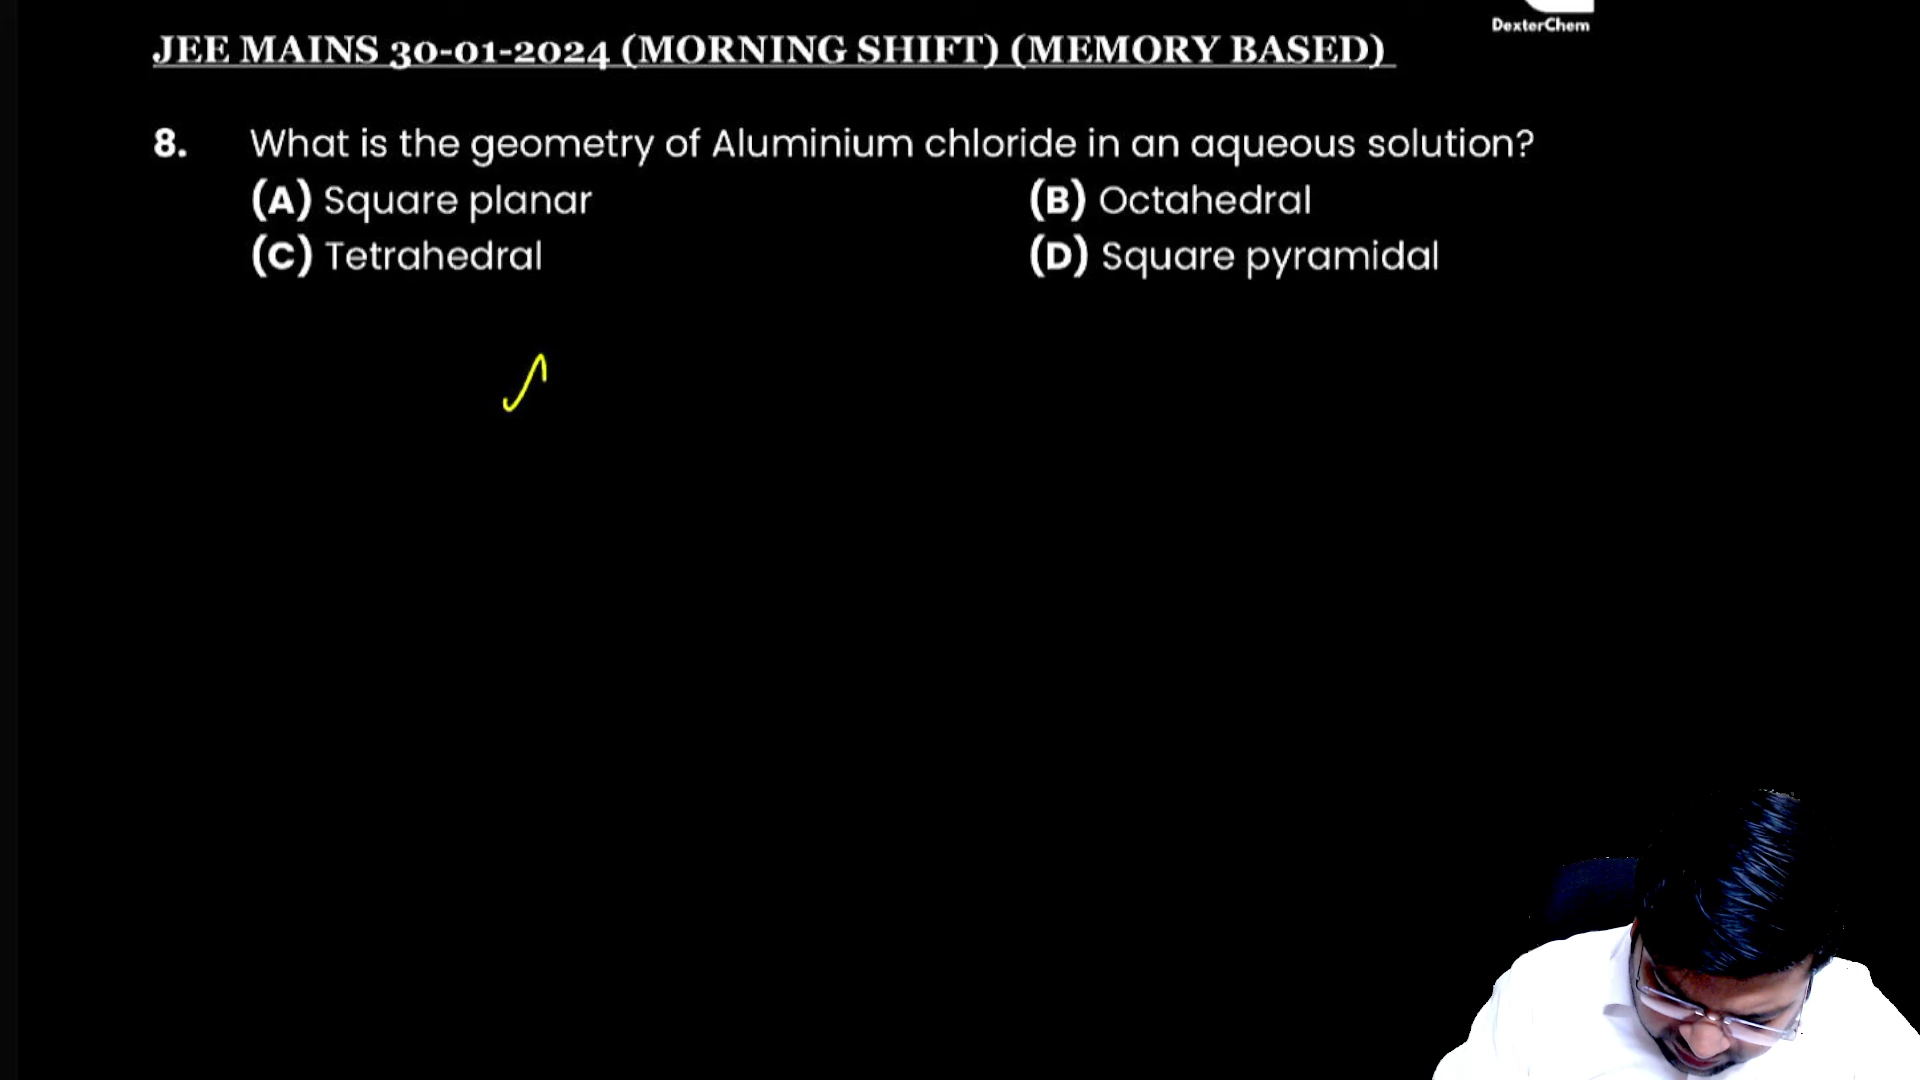 DexterChem
JEE MAINS 30-01-2024 (MORNING SHIFT) (MEMORY BASED)
8. What is the geometry of Aluminium chloride in an aqueous solution?
(A) Square planar (B) Octahedral
(C) Tetrahedral (D) Square pyramidal